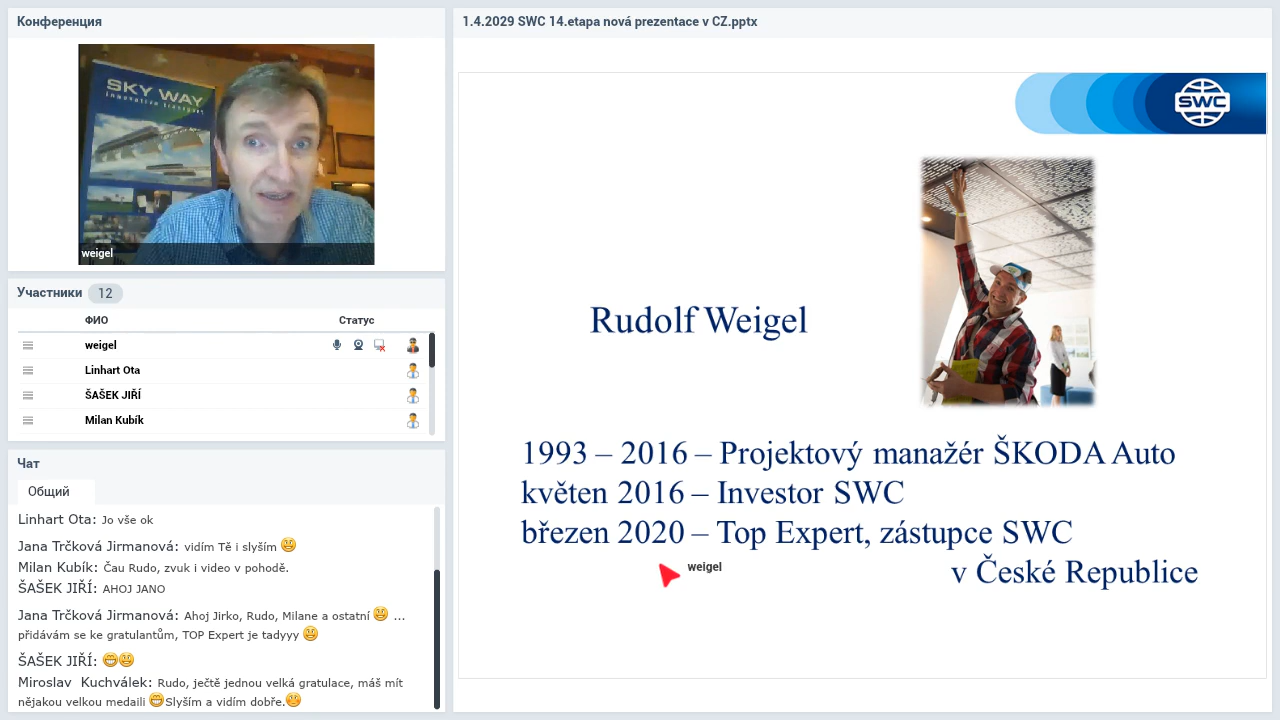 Конференция
SKY WAY
innovative transport
weigel
Участники 12
ФИО Статус
weigel
Linhart Ota
ŠAŠEK JIŘÍ
Milan Kubík
Чат
Общий
Linhart Ota: Jo vše ok
Jana Trčková Jirmanová: vidím Tě i slyším
Milan Kubík: Čau Rudo, zvuk i video v pohodě.
ŠAŠEK JIŘÍ: AHOJ JANO
Jana Trčková Jirmanová: Ahoj Jirko, Rudo, Milane a ostatní ...
přidávám se ke gratulantům, TOP Expert je tadyyy
ŠAŠEK JIŘÍ:
Miroslav Kuchválek: Rudo, ječtě jednou velká gratulace, máš mít
nějakou velkou medaili Slyším a vidím dobře.
1.4.2029 SWC 14.etapa nová prezentace v CZ.pptx
SWC
Rudolf Weigel
1993 – 2016 – Projektový manažér ŠKODA Auto
květen 2016 – Investor SWC
březen 2020 – Top Expert, zástupce SWC
v České Republice
weigel